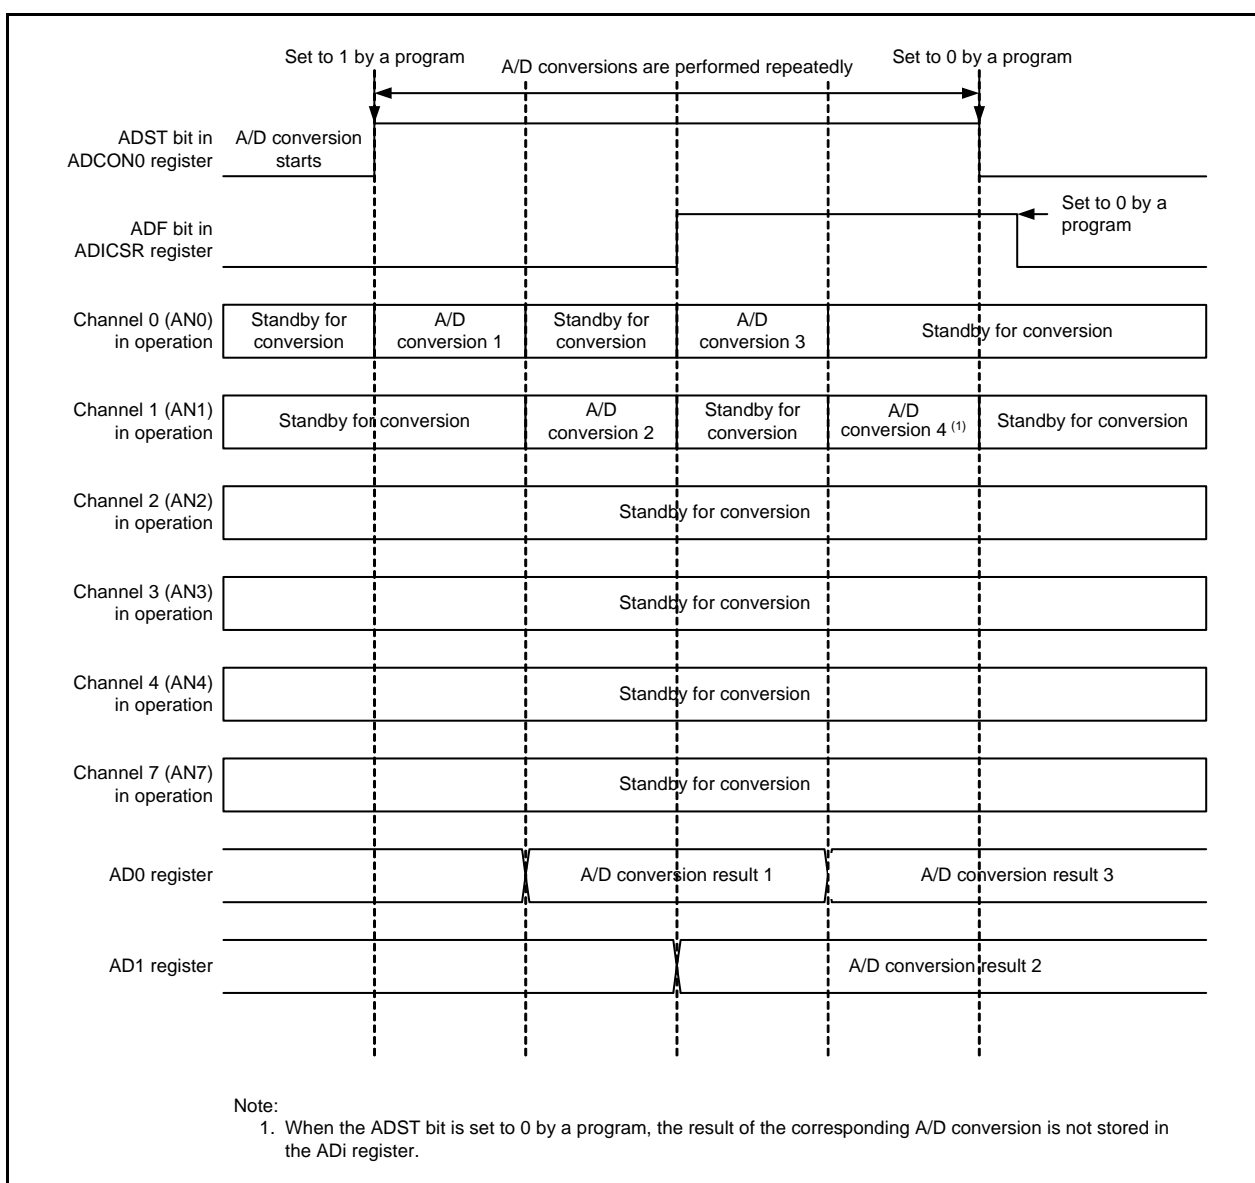 Set to 1 by a program
A/D conversions are performed repeatedly
Set to 0 by a program
ADST bit in
ADCON0 register
A/D conversion
starts
ADF bit in
ADICSR register
Set to 0 by a
program
Channel 0 (AN0)
in operation
Standby for
conversion
A/D
conversion 1
Standby for
conversion
A/D
conversion 3
Standby for conversion
Channel 1 (AN1)
in operation
Standby for conversion
A/D
conversion 2
Standby for
conversion
A/D
conversion 4 (1)
Standby for conversion
Channel 2 (AN2)
in operation
Standby for conversion
Channel 3 (AN3)
in operation
Standby for conversion
Channel 4 (AN4)
in operation
Standby for conversion
Channel 7 (AN7)
in operation
Standby for conversion
AD0 register
A/D conversion result 1
A/D conversion result 3
AD1 register
A/D conversion result 2
Note:
1. When the ADST bit is set to 0 by a program, the result of the corresponding A/D conversion is not stored in
the ADi register.